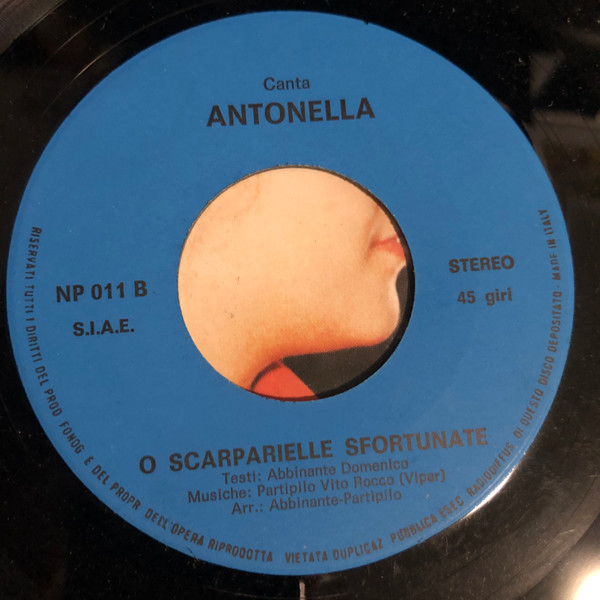 Canta
ANTONELLA
NP 011 B
S.I.A.E.
STEREO
45 giri
O SCARPARIELLE SFORTUNATE
Testi: Abbinante Domenico
Musiche: Partipilo Vito Rocco (Vipar)
Arr.: Abbinante-Partipilo
RISERVATI TUTTI I DIRITTI DEL PROD FONOG E DEL PROPR DELL'OPERA RIPRODOTTA VIETATA DUPLICAZ PUBBLICA ESEC RADIODIFFUS DI QUESTO DISCO DEPOSITATO - MADE IN ITALY